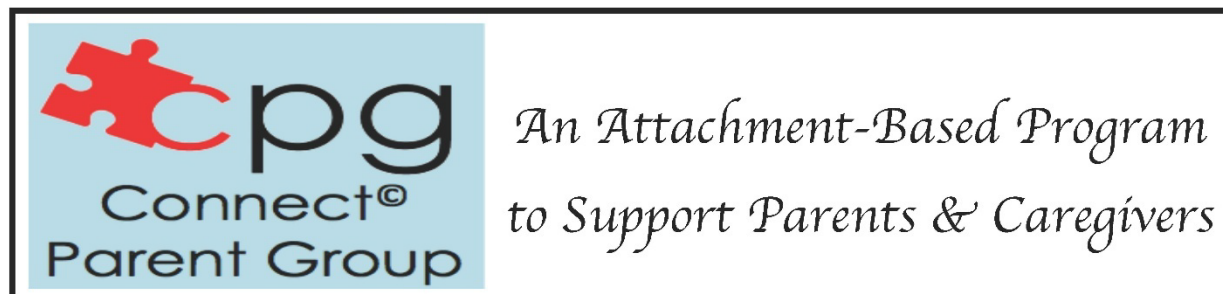 cpg
Connect©
Parent Group
An Attachment-Based Program
to Support Parents & Caregivers